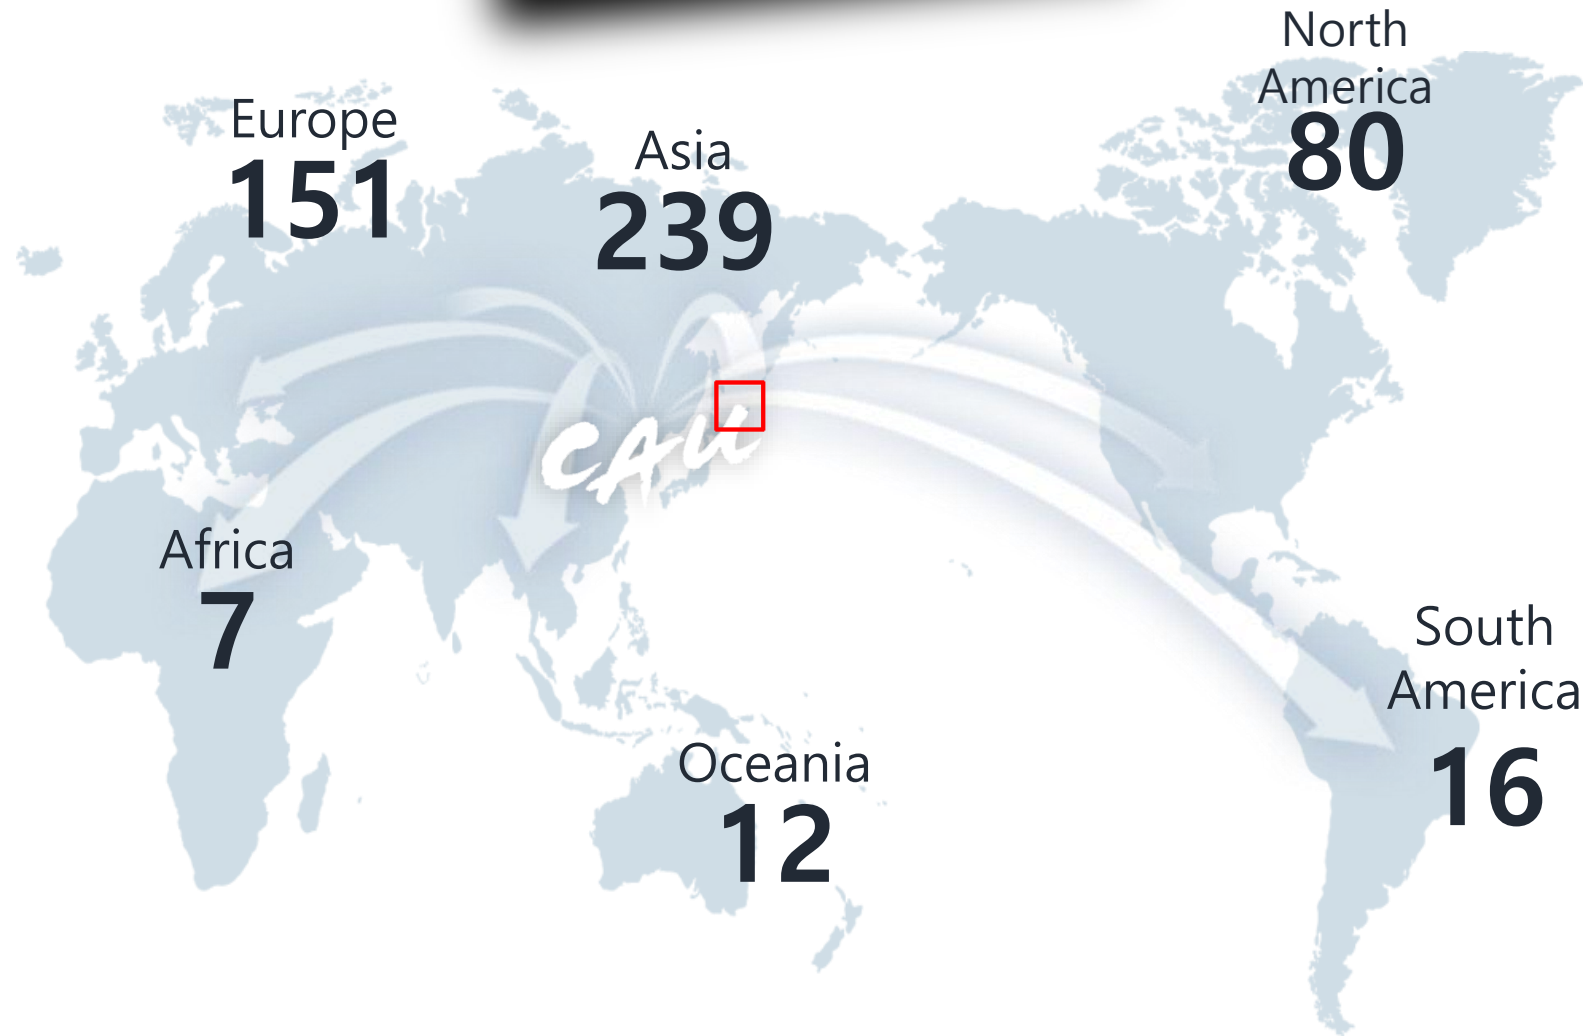 North
America
80
Europe
151
Asia
239
CAU
Africa
7
South
America
16
Oceania
12